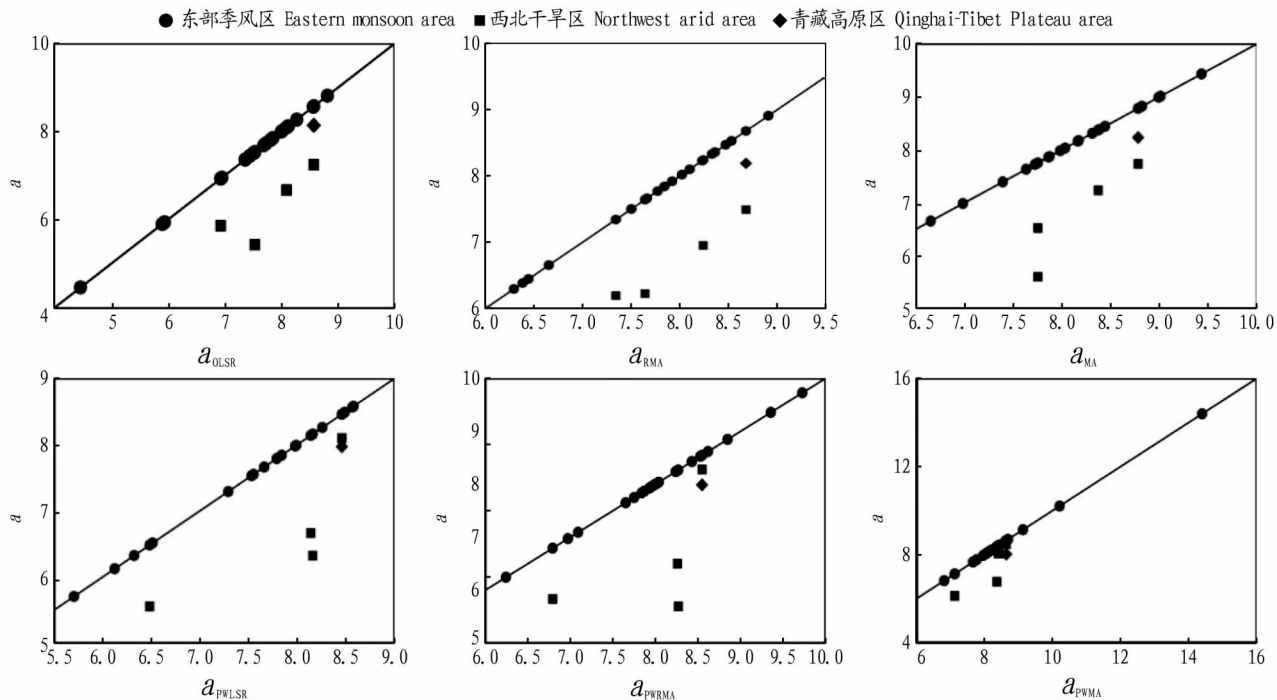 ● 东部季风区 Eastern monsoon area ■ 西北干旱区 Northwest arid area ◆ 青藏高原区 Qinghai-Tibet Plateau area
10
8
6
4
a
5 6 7 8 9 10
a_OLSR
10
9
8
7
6
a
6.0 6.5 7.0 7.5 8.0 8.5 9.0 9.5
a_RMA
10
9
8
7
6
5
a
6.5 7.0 7.5 8.0 8.5 9.0 9.5 10.0
a_MA
9
8
7
6
5
a
5.5 6.0 6.5 7.0 7.5 8.0 8.5 9.0
a_PWLSR
10
9
8
7
6
5
a
6.0 6.5 7.0 7.5 8.0 8.5 9.0 9.5 10.0
a_PWRMA
16
12
8
4
a
6 8 10 12 14 16
a_PWMA